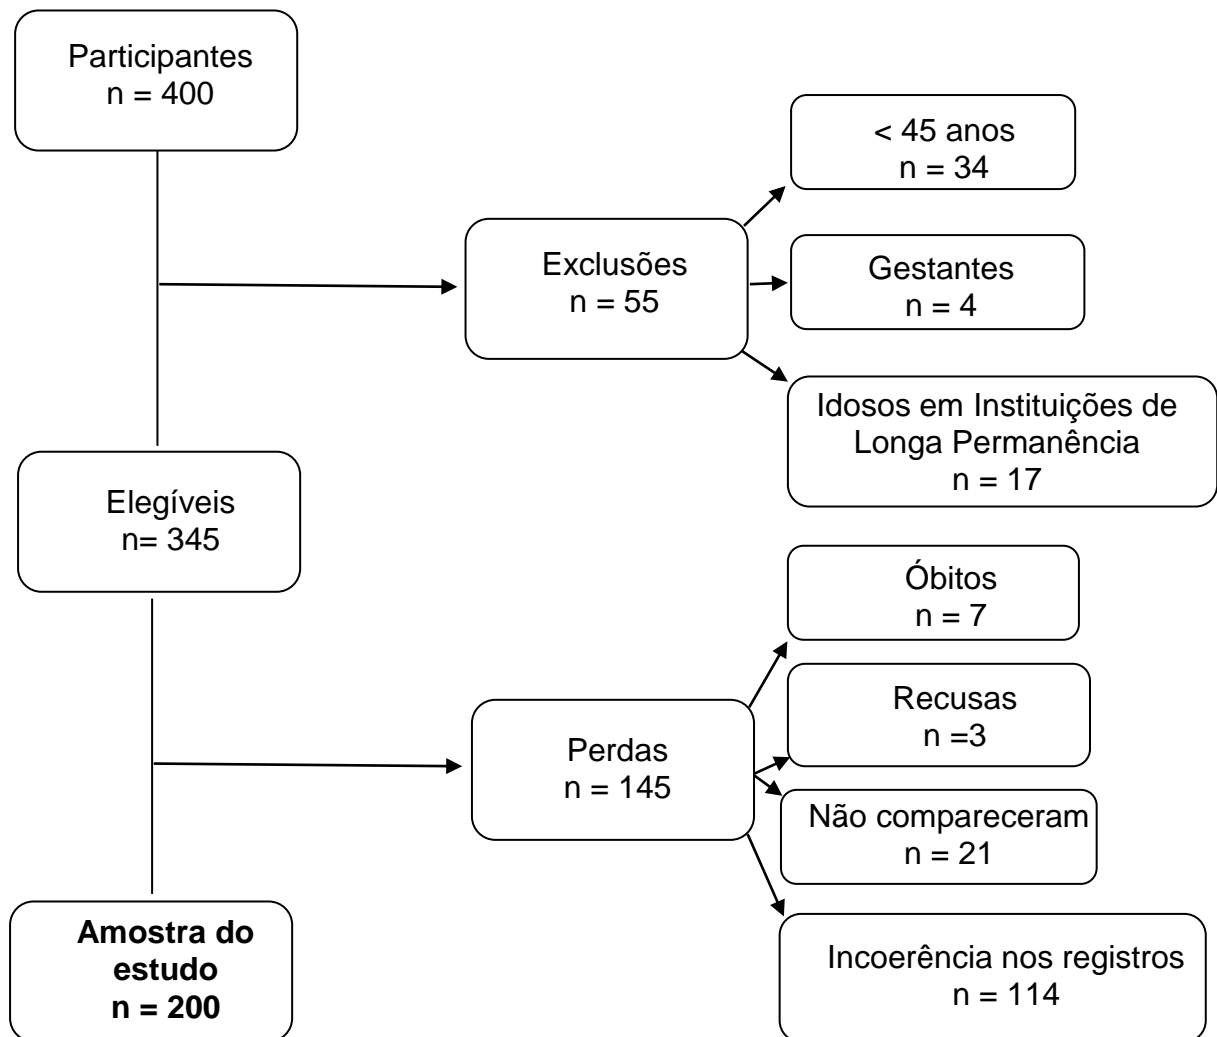 Participantes
n = 400
< 45 anos
n = 34
Exclusões
n = 55
Gestantes
n = 4
Idosos em Instituições de
Longa Permanência
n = 17
Elegíveis
n= 345
Óbitos
n = 7
Recusas
n =3
Perdas
n = 145
Não compareceram
n = 21
Amostra do
estudo
n = 200
Incoerência nos registros
n = 114